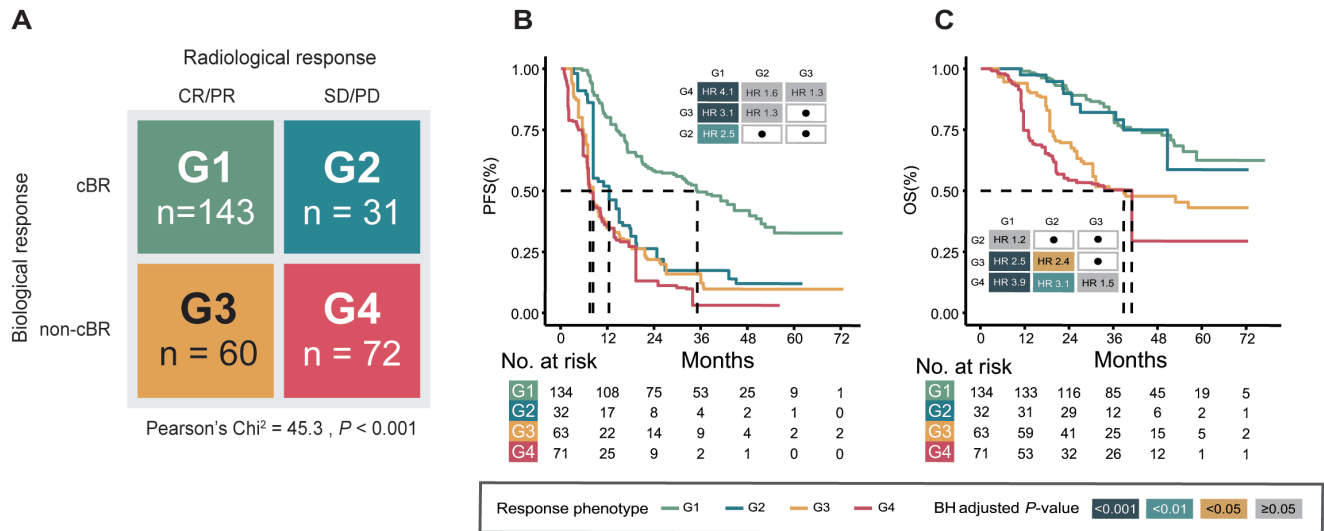 A
Radiological response
CR/PR SD/PD
Biological response
cBR
non-cBR
G1
n=143
G2
n = 31
G3
n = 60
G4
n = 72
Pearson's Chi² = 45.3 , P < 0.001
B
PFS(%)
1.00
0.75
0.50
0.25
0.00
G1 G2 G3
G4 HR 4.1 HR 1.6 HR 1.3
G3 HR 3.1 HR 1.3 ●
G2 HR 2.5 ● ●
0 12 24 36 48 60 72
Months
No. at risk
G1 134 108 75 53 25 9 1
G2 32 17 8 4 2 1 0
G3 63 22 14 9 4 2 2
G4 71 25 9 2 1 0 0
C
OS(%)
1.00
0.75
0.50
0.25
0.00
G1 G2 G3
G2 HR 1.2 ● ●
G3 HR 2.5 HR 2.4 ●
G4 HR 3.9 HR 3.1 HR 1.5
0 12 24 36 48 60 72
Months
No. at risk
G1 134 133 116 85 45 19 5
G2 32 31 29 12 6 2 1
G3 63 59 41 25 15 5 2
G4 71 53 32 26 12 1 1
Response phenotype G1 G2 G3 G4 BH adjusted P-value <0.001 <0.01 <0.05 ≥0.05